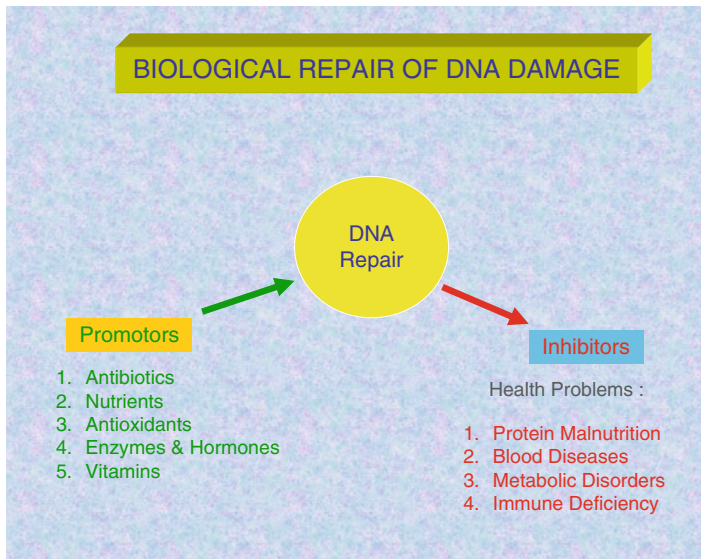 BIOLOGICAL REPAIR OF DNA DAMAGE
DNA
Repair
Promotors
1. Antibiotics
2. Nutrients
3. Antioxidants
4. Enzymes & Hormones
5. Vitamins
Inhibitors
Health Problems :
1. Protein Malnutrition
2. Blood Diseases
3. Metabolic Disorders
4. Immune Deficiency